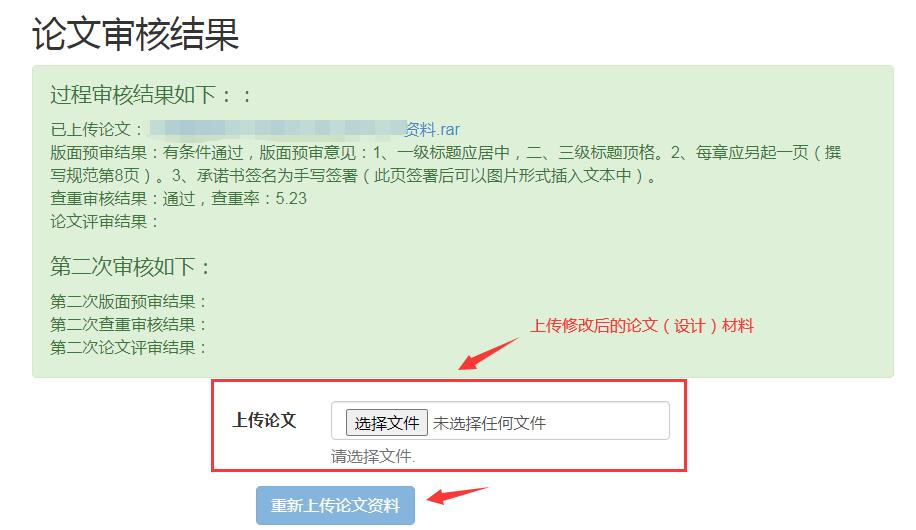 论文审核结果
过程审核结果如下：：
已上传论文： 资料.rar
版面预审结果：有条件通过，版面预审意见：1、一级标题应居中，二、三级标题顶格。2、每章应另起一页（撰
写规范第8页）。3、承诺书签名为手写签署（此页签署后可以图片形式插入文本中）。
查重审核结果：通过，查重率：5.23
论文评审结果：
第二次审核如下：
第二次版面预审结果：
第二次查重审核结果：
第二次论文评审结果：
上传修改后的论文（设计）材料
上传论文 选择文件 未选择任何文件
请选择文件.
重新上传论文资料